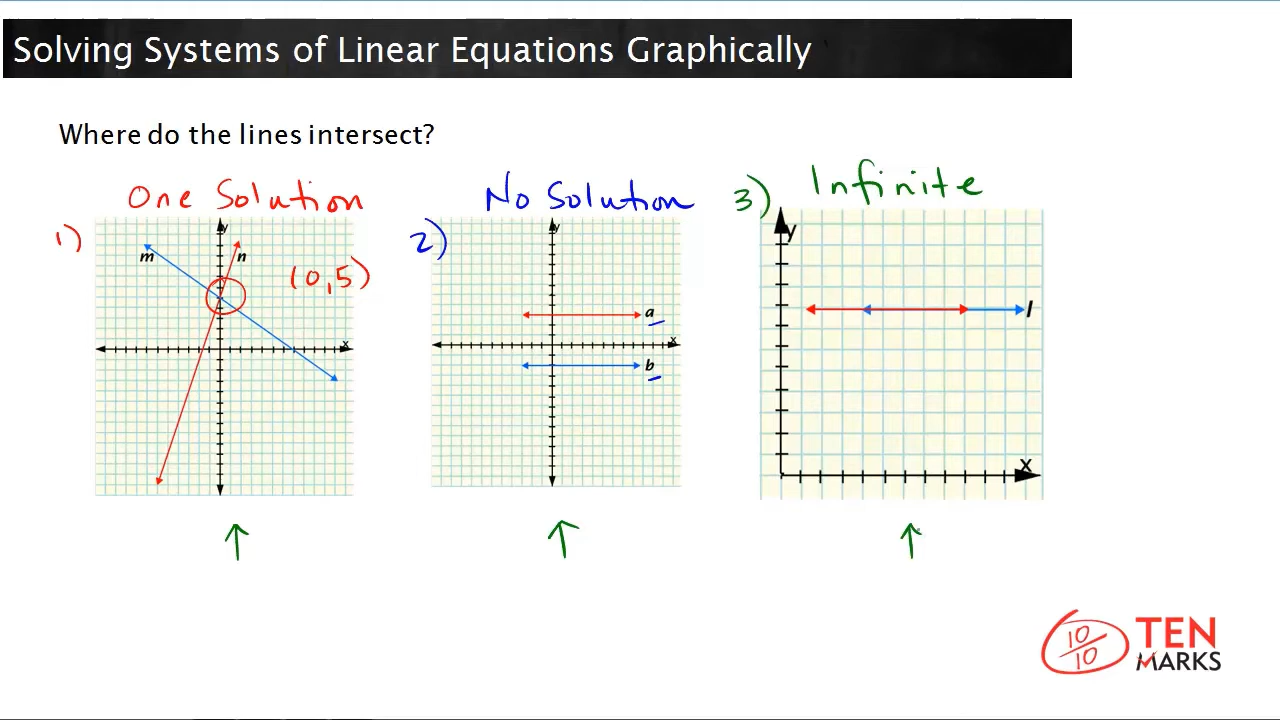 Solving Systems of Linear Equations Graphically
Where do the lines intersect?
One Solution
No Solution
3) Infinite
1)
2)
y
y
y
m
n
(0,5)
a
l
x
x
b
x
10/10
TEN
MARKS